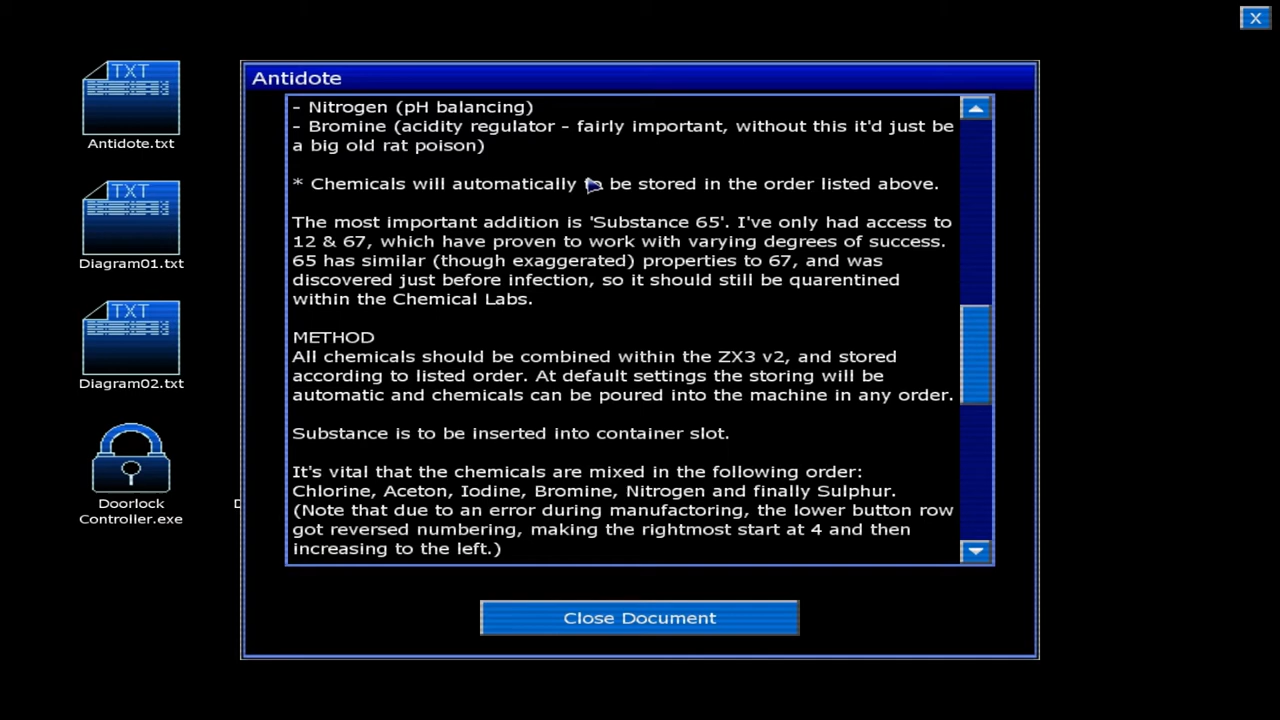 X
Antidote
TXT
Antidote.txt
TXT
Diagram01.txt
TXT
Diagram02.txt
Doorlock
Controller.exe
D
- Nitrogen (pH balancing)
- Bromine (acidity regulator - fairly important, without this it'd just be
a big old rat poison)
* Chemicals will automatically be stored in the order listed above.
The most important addition is 'Substance 65'. I've only had access to
12 & 67, which have proven to work with varying degrees of success.
65 has similar (though exaggerated) properties to 67, and was
discovered just before infection, so it should still be quarentined
within the Chemical Labs.
METHOD
All chemicals should be combined within the ZX3 v2, and stored
according to listed order. At default settings the storing will be
automatic and chemicals can be poured into the machine in any order.
Substance is to be inserted into container slot.
It's vital that the chemicals are mixed in the following order:
Chlorine, Aceton, Iodine, Bromine, Nitrogen and finally Sulphur.
(Note that due to an error during manufactoring, the lower button row
got reversed numbering, making the rightmost start at 4 and then
increasing to the left.)
Close Document